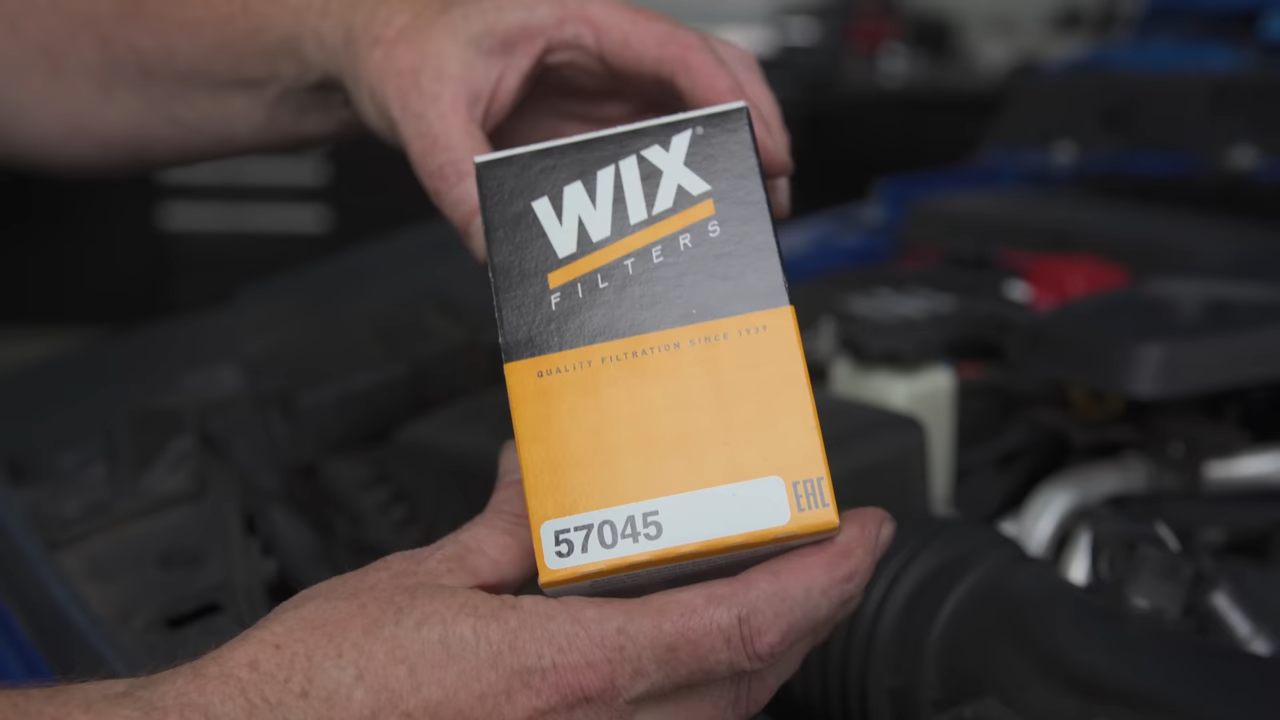 WIX®
FILTERS
QUALITY FILTRATION SINCE 1939
EAC
57045